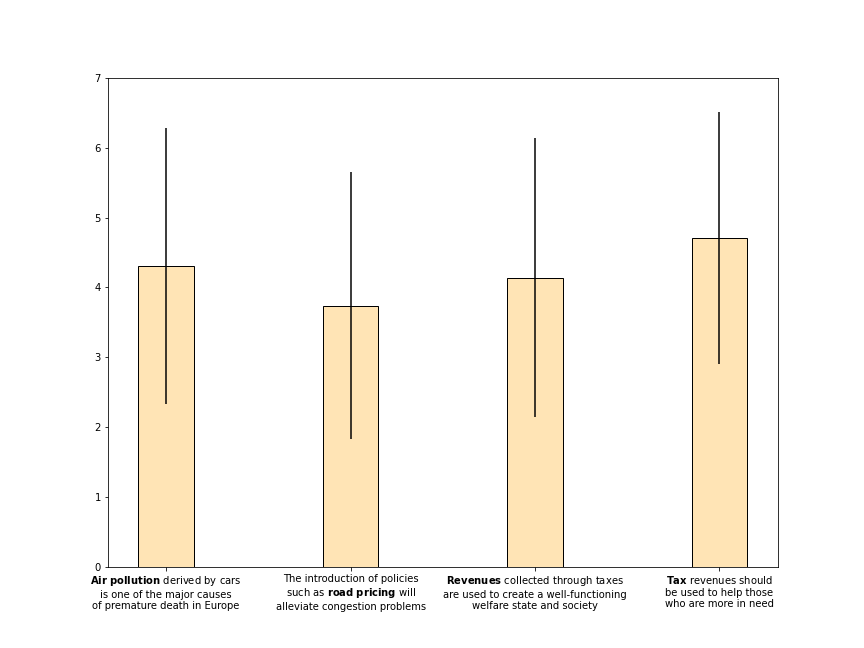 7
6
5
4
3
2
1
0
Air pollution derived by cars
is one of the major causes
of premature death in Europe
The introduction of policies
such as road pricing will
alleviate congestion problems
Revenues collected through taxes
are used to create a well-functioning
welfare state and society
Tax revenues should
be used to help those
who are more in need